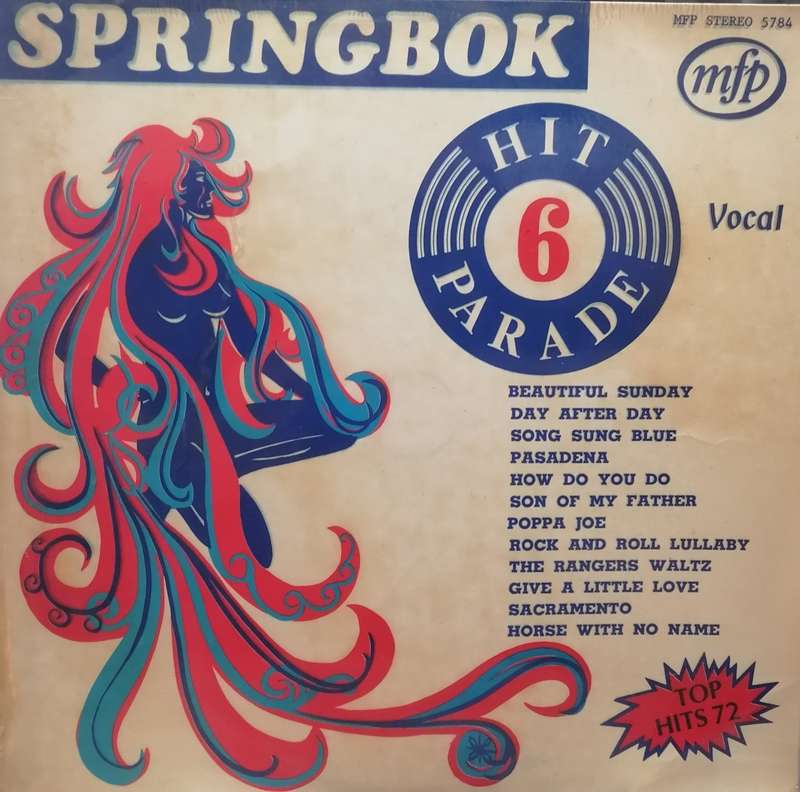 SPRINGBOK
MFP STEREO 5784
mfp
HIT
6
PARADE
Vocal
BEAUTIFUL SUNDAY
DAY AFTER DAY
SONG SUNG BLUE
PASADENA
HOW DO YOU DO
SON OF MY FATHER
POPPA JOE
ROCK AND ROLL LULLABY
THE RANGERS WALTZ
GIVE A LITTLE LOVE
SACRAMENTO
HORSE WITH NO NAME
TOP
HITS 72